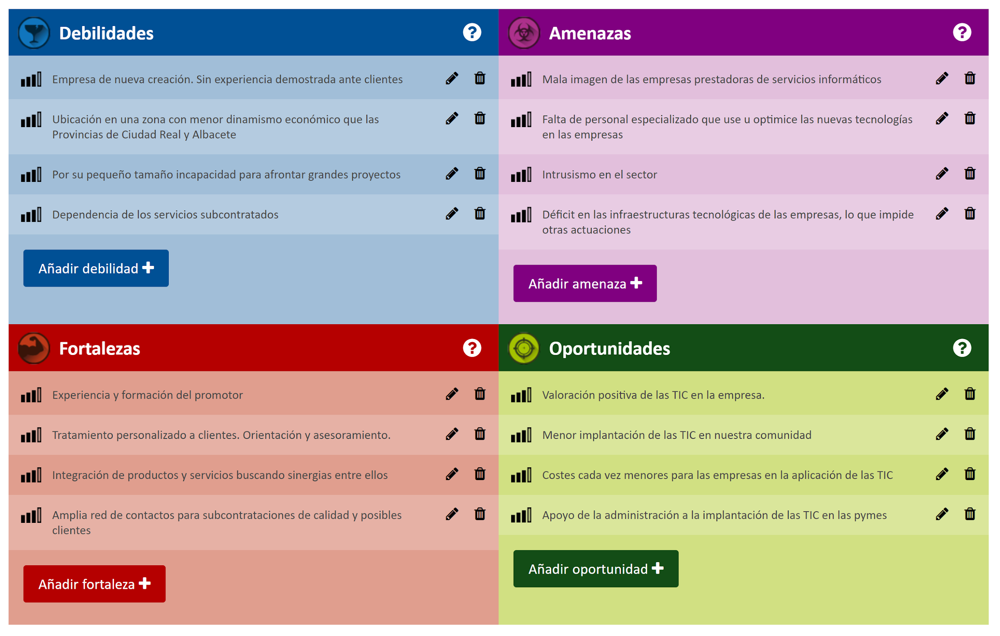 Debilidades
?
Empresa de nueva creación. Sin experiencia demostrada ante clientes
Ubicación en una zona con menor dinamismo económico que las
Provincias de Ciudad Real y Albacete
Por su pequeño tamaño incapacidad para afrontar grandes proyectos
Dependencia de los servicios subcontratados
Añadir debilidad +
Amenazas
?
Mala imagen de las empresas prestadoras de servicios informáticos
Falta de personal especializado que use u optimice las nuevas tecnologías
en las empresas
Intrusismo en el sector
Déficit en las infraestructuras tecnológicas de las empresas, lo que impide
otras actuaciones
Añadir amenaza +
Fortalezas
?
Experiencia y formación del promotor
Tratamiento personalizado a clientes. Orientación y asesoramiento.
Integración de productos y servicios buscando sinergias entre ellos
Amplia red de contactos para subcontrataciones de calidad y posibles
clientes
Añadir fortaleza +
Oportunidades
?
Valoración positiva de las TIC en la empresa.
Menor implantación de las TIC en nuestra comunidad
Costes cada vez menores para las empresas en la aplicación de las TIC
Apoyo de la administración a la implantación de las TIC en las pymes
Añadir oportunidad +